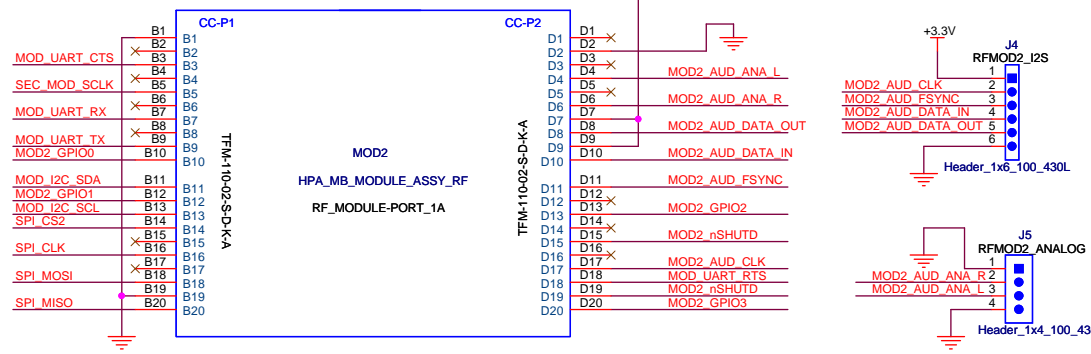 CC-P1
CC-P2
B1 B1
B2 B2
MOD_UART_CTS B3 B3
B4 B4
SEC_MOD_SCLK B5 B5
B6 B6
MOD_UART_RX B7 B7
B8 B8
MOD_UART_TX B9 B9
MOD2_GPIO0 B10 B10
MOD_I2C_SDA B11 B11
MOD2_GPIO1 B12 B12
MOD_I2C_SCL B13 B13
SPI_CS2 B14 B14
B15 B15
SPI_CLK B16 B16
B17 B17
SPI_MOSI B18 B18
B19 B19
SPI_MISO B20 B20
TFM-110-02-S-D-K-A
MOD2
HPA_MB_MODULE_ASSY_RF
RF_MODULE-PORT_1A
TFM-110-02-S-D-K-A
D1 D1
D2 D2
D3 D3
D4 D4 MOD2_AUD_ANA_L
D5 D5
D6 D6 MOD2_AUD_ANA_R
D7 D7
D8 D8 MOD2_AUD_DATA_OUT
D9 D9
D10 D10 MOD2_AUD_DATA_IN
D11 D11 MOD2_AUD_FSYNC
D12 D12
D13 D13 MOD2_GPIO2
D14 D14
D15 D15 MOD2_nSHUTD
D16 D16
D17 D17 MOD2_AUD_CLK
D18 D18 MOD_UART_RTS
D19 D19 MOD2_nSHUTD
D20 D20 MOD2_GPIO3
+3.3V
J4
RFMOD2_I2S
1
MOD2_AUD_CLK 2
MOD2_AUD_FSYNC 3
MOD2_AUD_DATA_IN 4
MOD2_AUD_DATA_OUT 5
6
Header_1x6_100_430L
J5
RFMOD2_ANALOG
1
MOD2_AUD_ANA_R 2
MOD2_AUD_ANA_L 3
4
Header_1x4_100_43